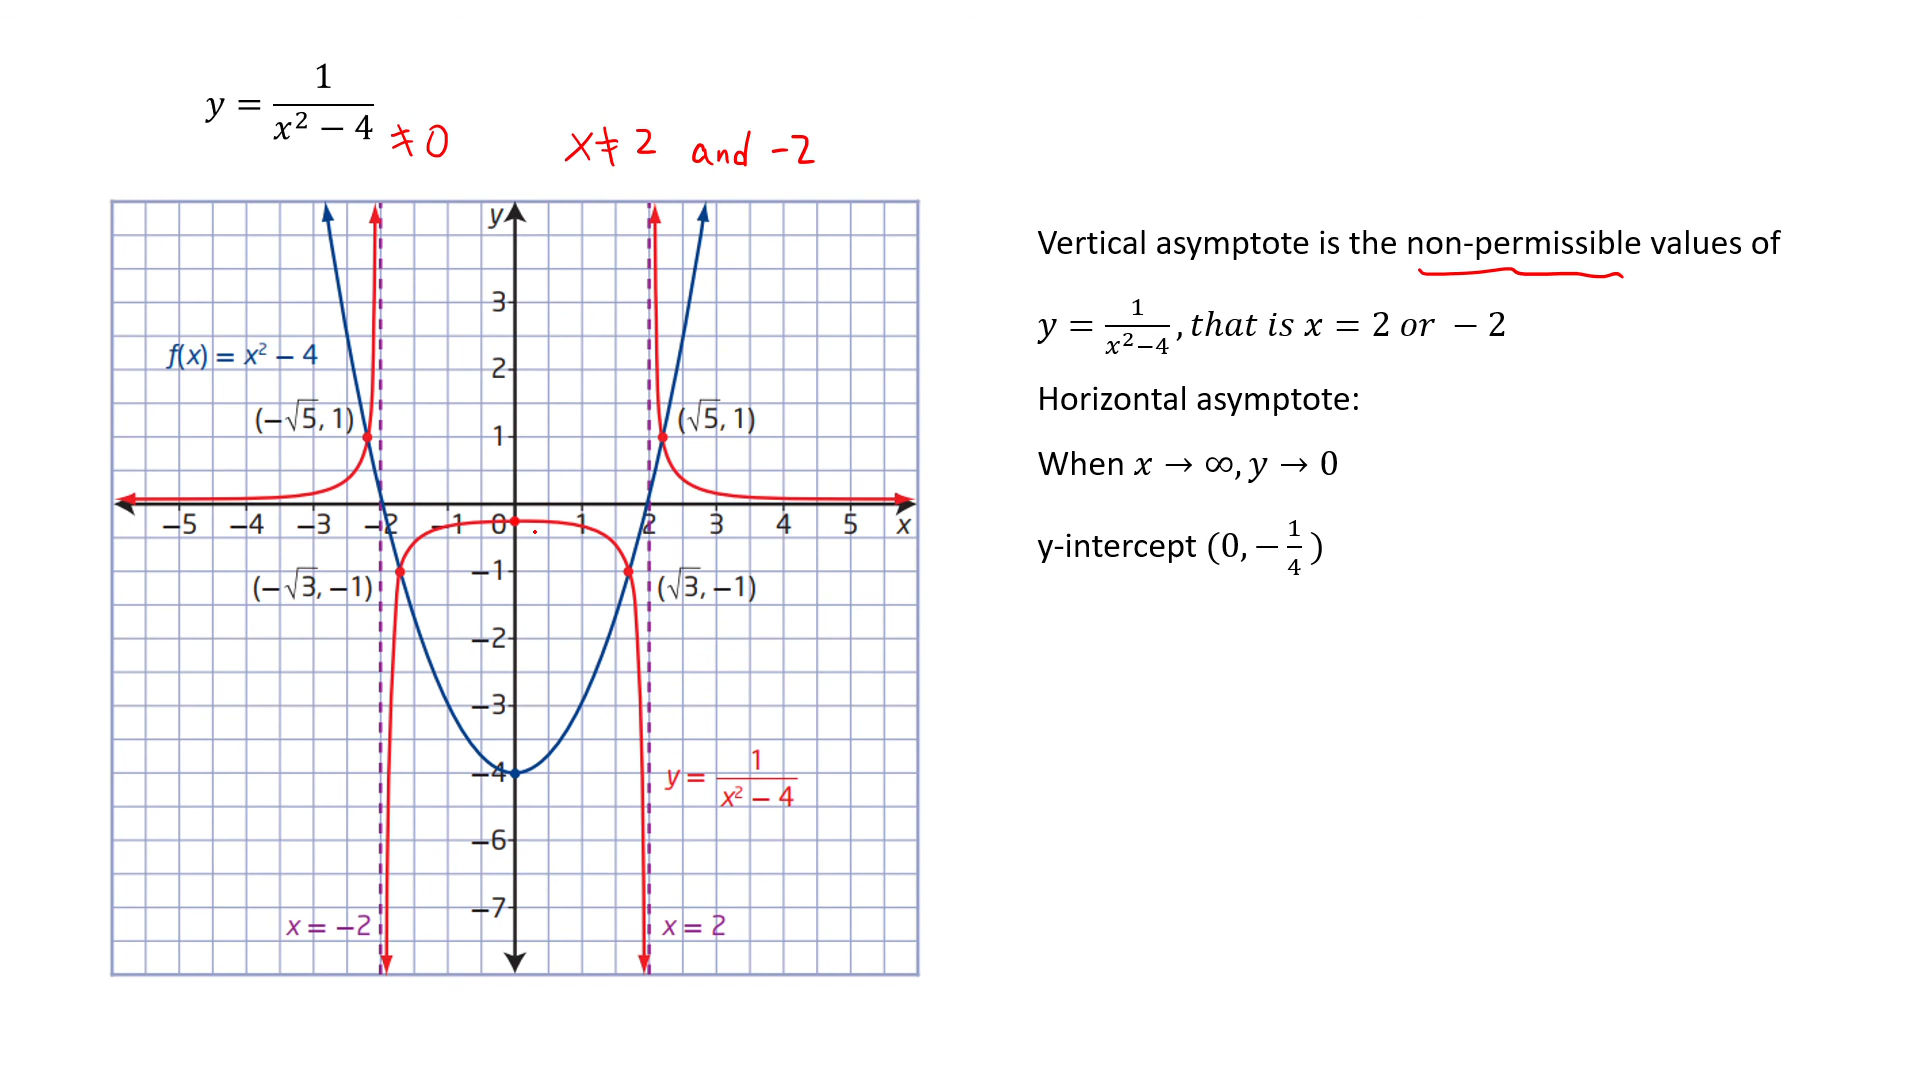 y = 1/(x² − 4) ≠0
x≠2 and -2
y
3
f(x) = x² − 4
2
(−√5, 1) 1 (√5, 1)
−5 −4 −3 −2 −1 0 1 2 3 4 5 x
−1
(−√3, −1) (√3, −1)
−2
−3
−4
y = 1/(x² − 4)
−6
−7
x = −2 x = 2
Vertical asymptote is the non-permissible values of
y = 1/(x²−4), that is x = 2 or − 2
Horizontal asymptote:
When x → ∞, y → 0
y-intercept (0, −1/4)